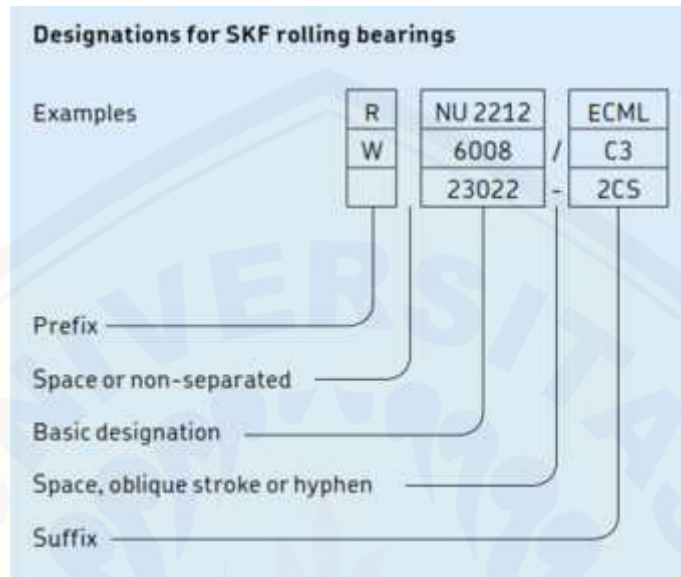 Designations for SKF rolling bearings
Examples R NU 2212 ECML
W 6008 / C3
23022 - 2CS
Prefix
Space or non-separated
Basic designation
Space, oblique stroke or hyphen
Suffix